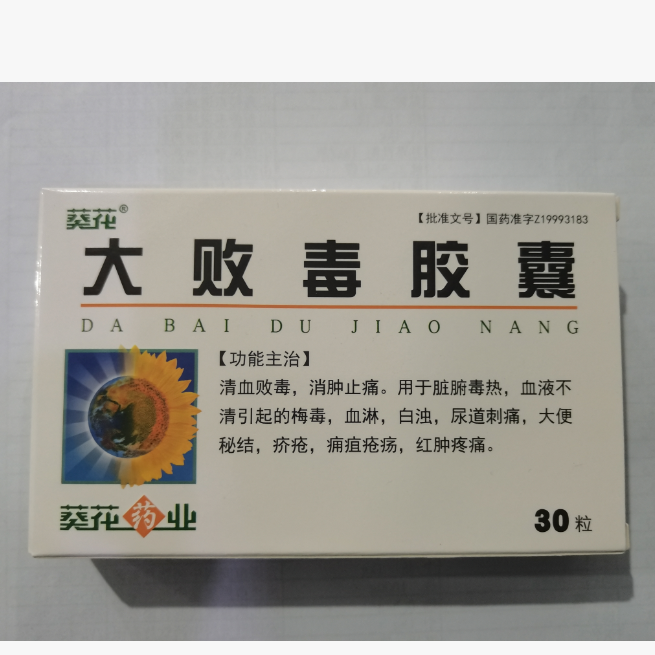 葵花®
【批准文号】国药准字Z19993183
大败毒胶囊
DA BAI DU JIAO NANG
【功能主治】
清血败毒，消肿止痛。用于脏腑毒热，血液不
清引起的梅毒，血淋，白浊，尿道刺痛，大便
秘结，疥疮，痈疽疮疡，红肿疼痛。
葵花药业
30粒